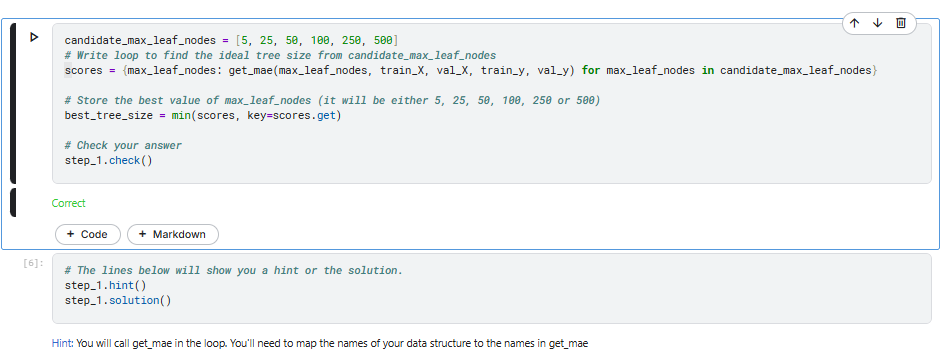 candidate_max_leaf_nodes = [5, 25, 50, 100, 250, 500]
# Write loop to find the ideal tree size from candidate_max_leaf_nodes
scores = {max_leaf_nodes: get_mae(max_leaf_nodes, train_X, val_X, train_y, val_y) for max_leaf_nodes in candidate_max_leaf_nodes}
# Store the best value of max_leaf_nodes (it will be either 5, 25, 50, 100, 250 or 500)
best_tree_size = min(scores, key=scores.get)
# Check your answer
step_1.check()
Correct
+ Code + Markdown
[6]:
# The lines below will show you a hint or the solution.
step_1.hint()
step_1.solution()
Hint: You will call get_mae in the loop. You'll need to map the names of your data structure to the names in get_mae